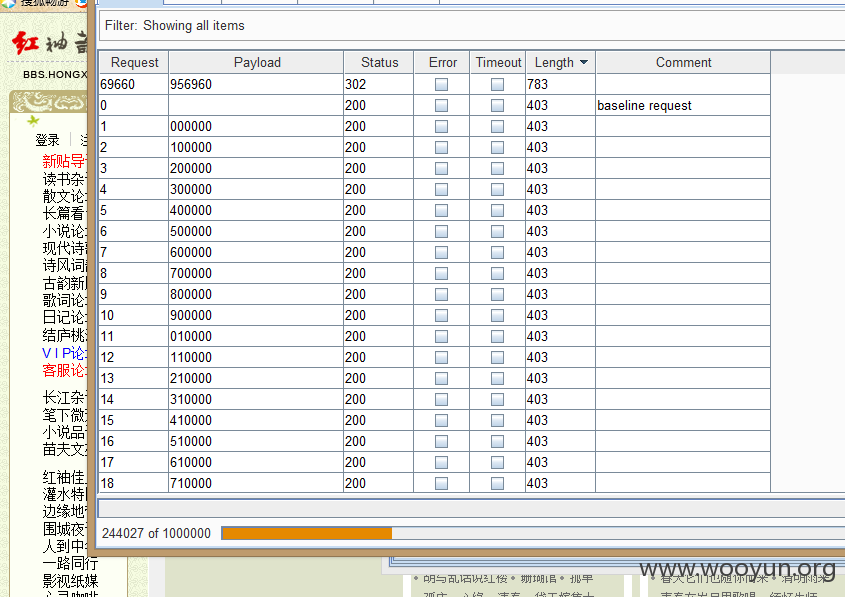 搜狐畅游
红袖
BBS.HONGX
登录
新贴导
读书杂
散文论
长篇看
小说论
现代诗
诗风词
古韵新
歌词论
日记论
结庐桃
VIP论
客服论
长江杂
笔下微
小说品
苗夫文
红袖佳
灌水特
边缘地
围城夜
人到中
一路同行
影视纸媒
Filter: Showing all items
Request Payload Status Error Timeout Length Comment
69660 956960 302 783
0 200 403 baseline request
1 000000 200 403
2 100000 200 403
3 200000 200 403
4 300000 200 403
5 400000 200 403
6 500000 200 403
7 600000 200 403
8 700000 200 403
9 800000 200 403
10 900000 200 403
11 010000 200 403
12 110000 200 403
13 210000 200 403
14 310000 200 403
15 410000 200 403
16 510000 200 403
17 610000 200 403
18 710000 200 403
244027 of 1000000
www.wooyun.org